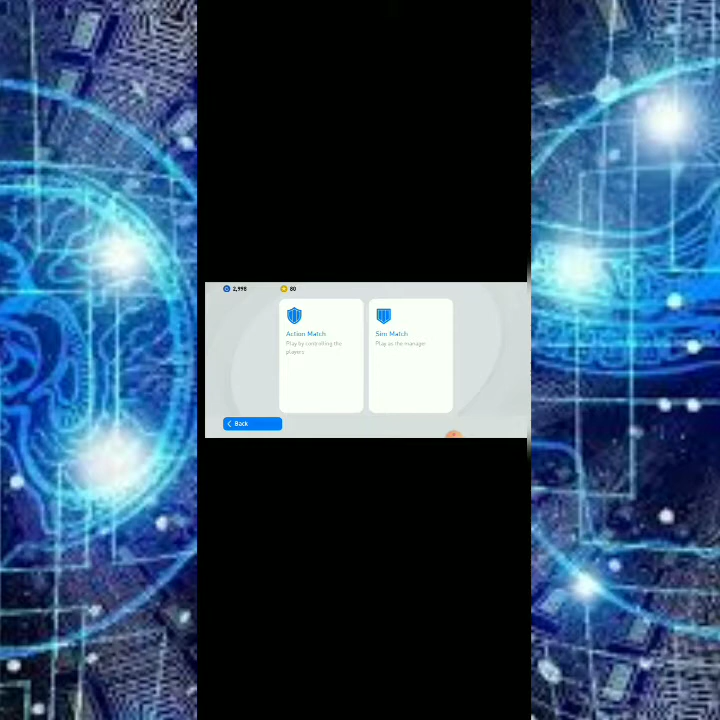 2,998
80
Action Match
Play by controlling the
players
Sim Match
Play as the manager
Back